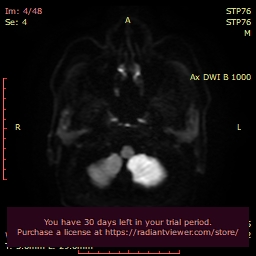 Im: 4/48
STP76
Se: 4
STP76
M
A
Ax DWI B 1000
R
L
You have 30 days left in your trial period.
Purchase a license at https://radiantviewer.com/store/